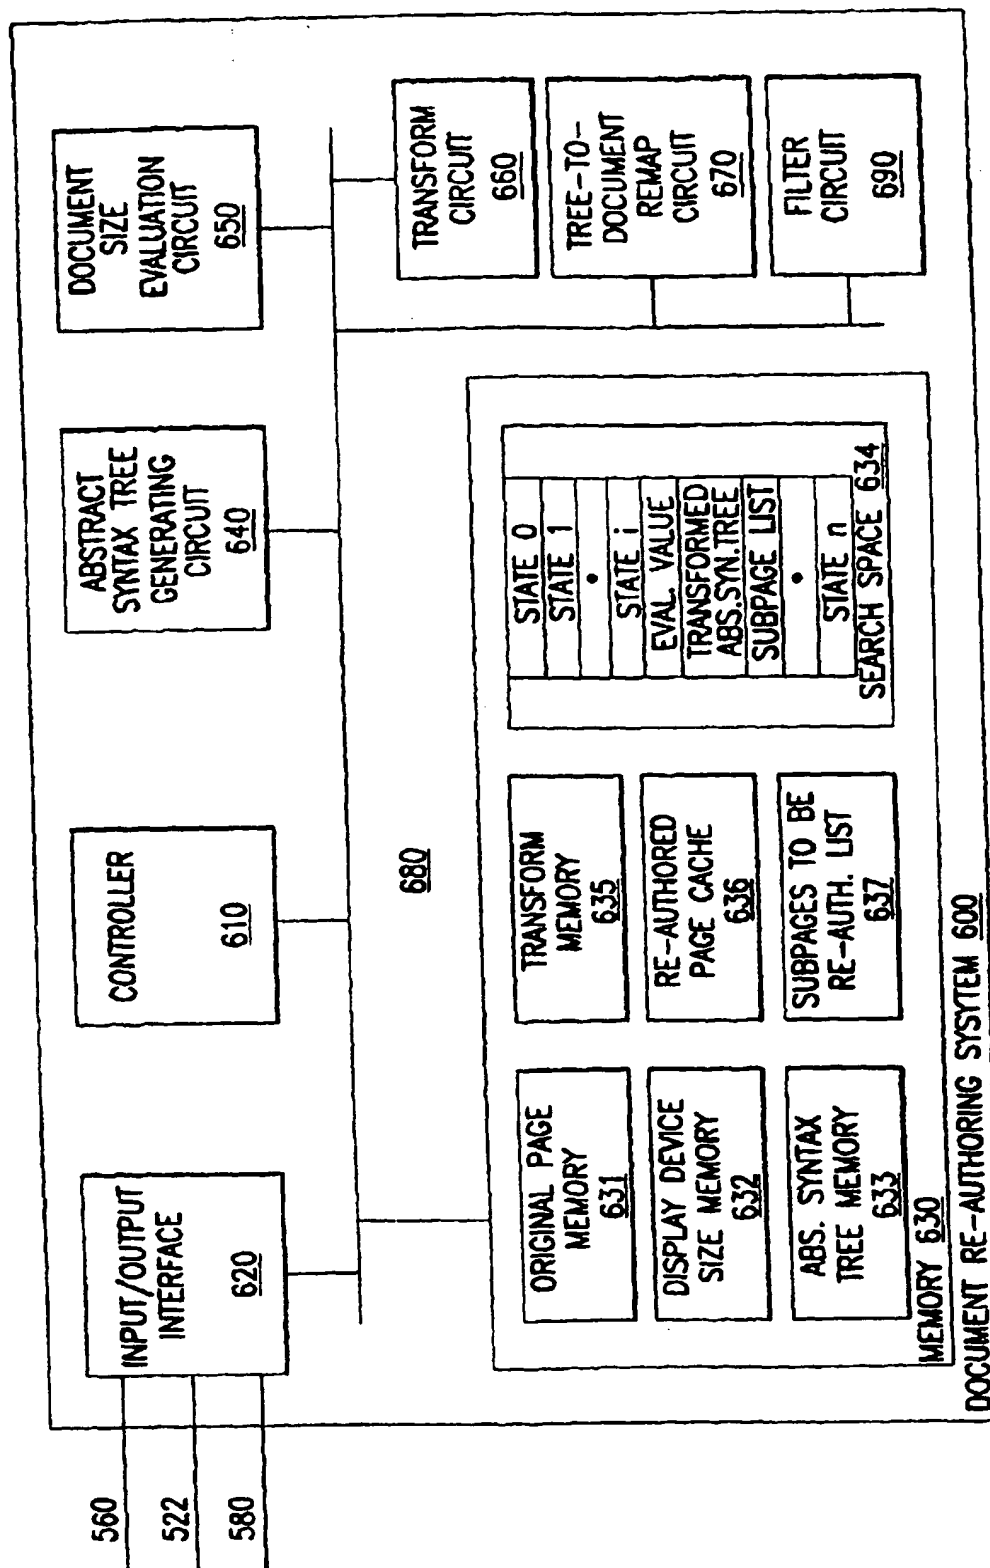 560
522
580
INPUT/OUTPUT
INTERFACE
620
CONTROLLER
610
ABSTRACT
SYNTAX TREE
GENERATING
CIRCUIT
640
DOCUMENT
SIZE
EVALUATION
CIRCUIT
650
680
TRANSFORM
CIRCUIT
660
TREE-TO-
DOCUMENT
REMAP
CIRCUIT
670
FILTER
CIRCUIT
690
ORIGINAL PAGE
MEMORY
631
DISPLAY DEVICE
SIZE MEMORY
632
ABS. SYNTAX
TREE MEMORY
633
TRANSFORM
MEMORY
635
RE-AUTHORED
PAGE CACHE
636
SUBPAGES TO BE
RE-AUTH. LIST
637
STATE 0
STATE 1
•
STATE i
EVAL. VALUE
TRANSFORMED
ABS.SYN.TREE
SUBPAGE LIST
•
STATE n
SEARCH SPACE 634
MEMORY 630
DOCUMENT RE-AUTHORING SYSYTEM 600